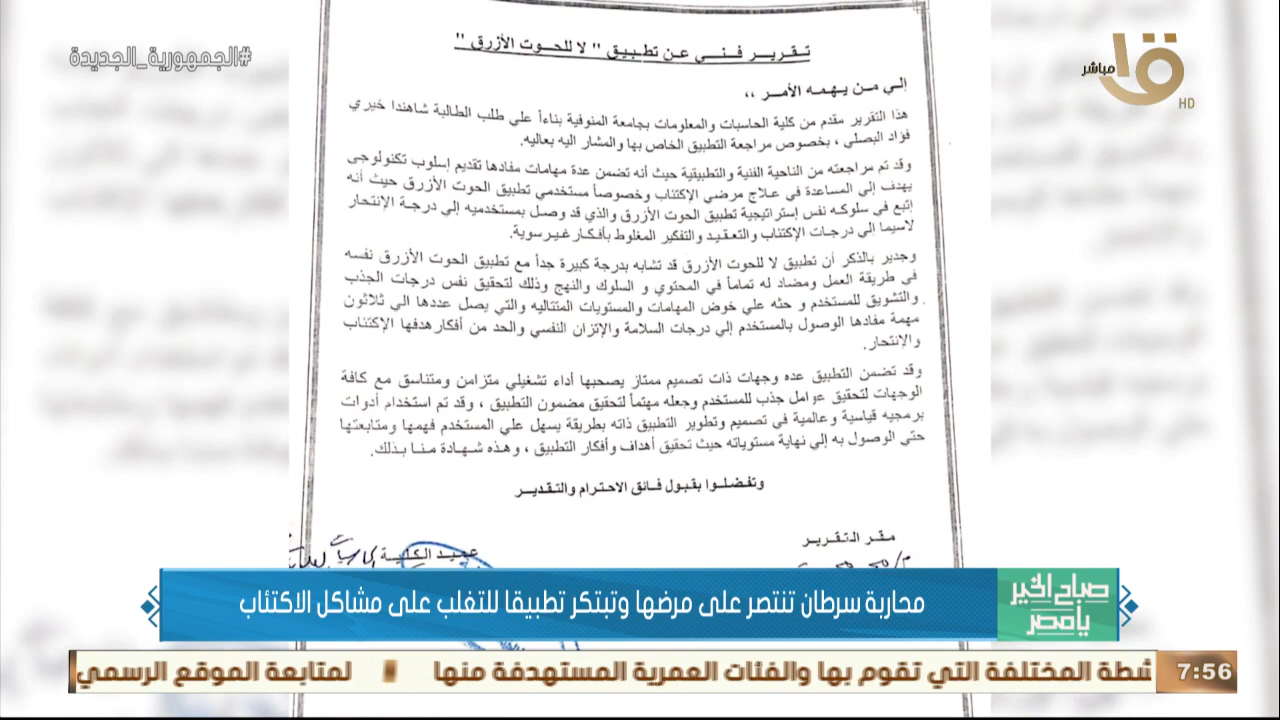 #الجمهورية_الجديدة
مباشر
HD
تقرير فني عن تطبيق " لا للحوت الأزرق "
إلي من يهمه الأمر ،،
هذا التقرير مقدم من كلية الحاسبات والمعلومات بجامعة المنوفية بناءاً علي طلب الطالبة شاهندا خيري
فؤاد البصلي ، بخصوص مراجعة التطبيق الخاص بها والمشار اليه بعاليه.
وقد تم مراجعته من الناحية الفنية والتطبيقية حيث أنه تضمن عدة مهامات مفادها تقديم إسلوب تكنولوجى
يهدف إلي المساعدة في علاج مرضي الإكتئاب وخصوصاً مستخدمي تطبيق الحوت الأزرق حيث أنه
إتبع في سلوكه نفس إستراتيجية تطبيق الحوت الأزرق والذي قد وصل بمستخدميه إلي درجة الإنتحار
لاسيما إلي درجات الإكتئاب والتعقيد والتفكير المغلوط بأفكار غير سوية.
وجدير بالذكر أن تطبيق لا للحوت الأزرق قد تشابه بدرجة كبيرة جداً مع تطبيق الحوت الأزرق نفسه
في طريقة العمل ومضاد له تماماً في المحتوي و السلوك والنهج وذلك لتحقيق نفس درجات الجذب
والتشويق للمستخدم و حثه علي خوض المهامات والمستويات المتتاليه والتي يصل عددها الي ثلاثون
مهمة مفادها الوصول بالمستخدم إلي درجات السلامة والإتزان النفسي والحد من أفكار هدفها الإكتئاب
والإنتحار.
وقد تضمن التطبيق عده وجهات ذات تصميم ممتاز يصحبها أداء تشغيلي متزامن ومتناسق مع كافة
الوجهات لتحقيق عوامل جذب للمستخدم وجعله مهتماً لتحقيق مضمون التطبيق ، وقد تم استخدام أدوات
برمجيه قياسية وعالمية في تصميم وتطوير التطبيق ذاته بطريقة يسهل علي المستخدم فهمها ومتابعتها
حتي الوصول به إلي نهاية مستوياته حيث تحقيق أهداف وأفكار التطبيق ، وهذه شهادة منا بذلك.
وتفضلوا بقبول فائق الاحترام والتقدير
مقر التقرير
عميد الكلية
صباح الخير
يا مصر
محاربة سرطان تنتصر على مرضها وتبتكر تطبيقا للتغلب على مشاكل الاكتئاب
شطة المختلفة التي تقوم بها والفئات العمرية المستهدفة منها لمتابعة الموقع الرسمي
7:56